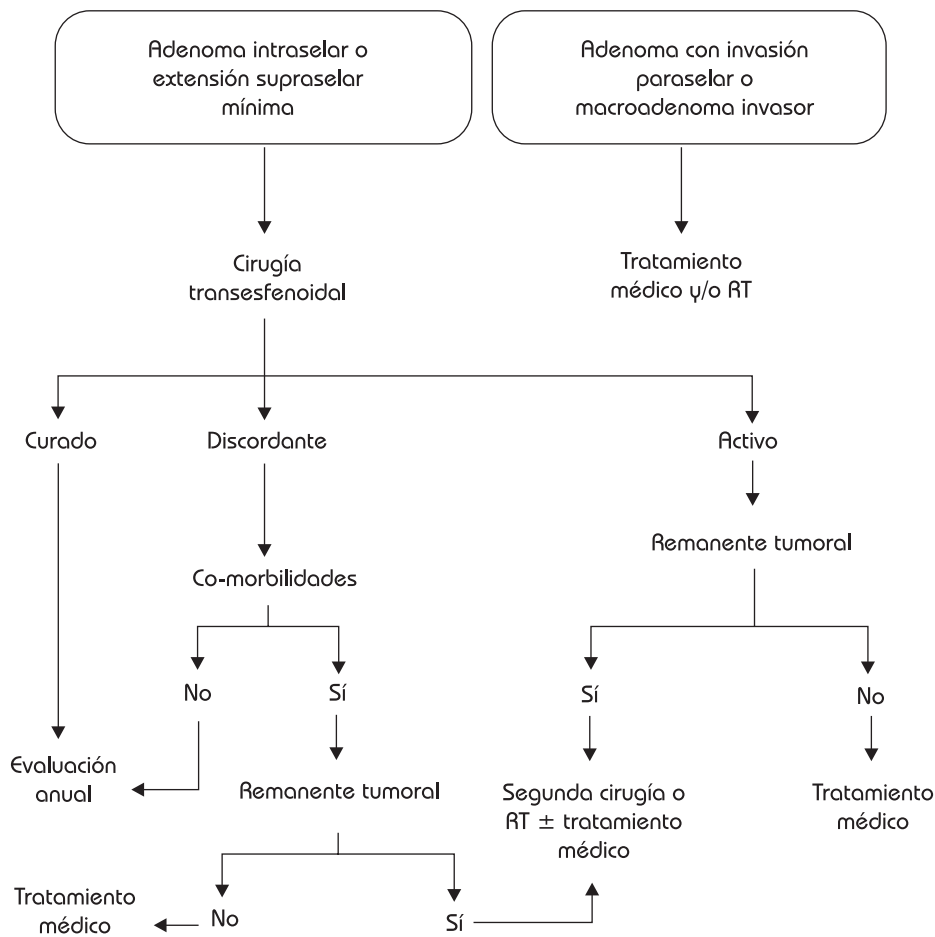 Adenoma intraselar o
extensión supraselar
mínima
Adenoma con invasión
paraselar o
macroadenoma invasor
Cirugía
transesfenoidal
Tratamiento
médico y/o RT
Curado
Discordante
Activo
Remanente tumoral
Co-morbilidades
No
Sí
Sí
No
Evaluación
anual
Remanente tumoral
Segunda cirugía o
RT ± tratamiento
médico
Tratamiento
médico
Tratamiento
médico
No
Sí